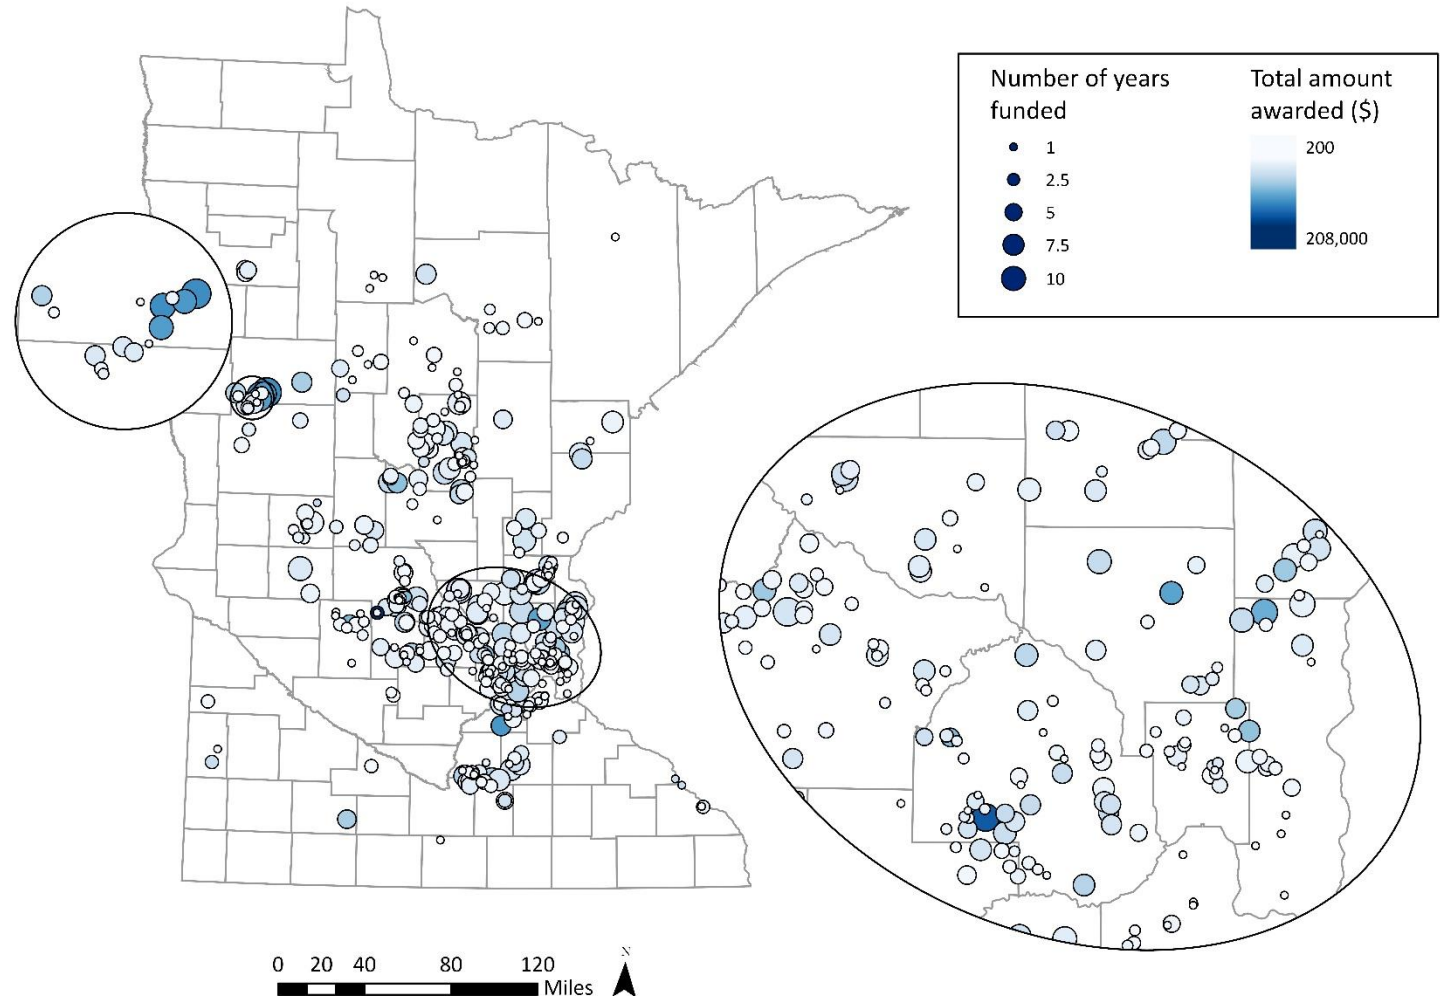 Number of years
funded
1
2.5
5
7.5
10
Total amount
awarded ($)
200
208,000
0 20 40 80 120
Miles
N